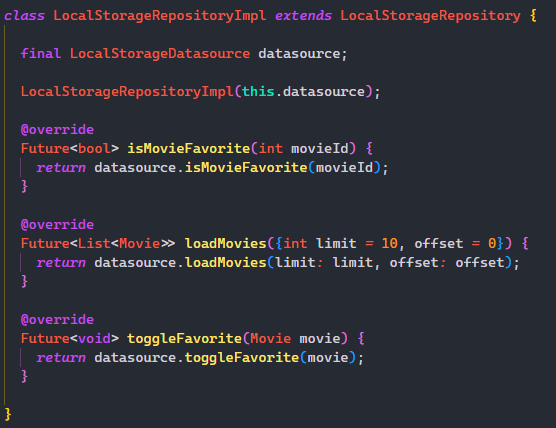 class LocalStorageRepositoryImpl extends LocalStorageRepository {
final LocalStorageDatasource datasource;
LocalStorageRepositoryImpl(this.datasource);
@override
Future<bool> isMovieFavorite(int movieId) {
return datasource.isMovieFavorite(movieId);
}
@override
Future<List<Movie>> loadMovies({int limit = 10, offset = 0}) {
return datasource.loadMovies(limit: limit, offset: offset);
}
@override
Future<void> toggleFavorite(Movie movie) {
return datasource.toggleFavorite(movie);
}
}